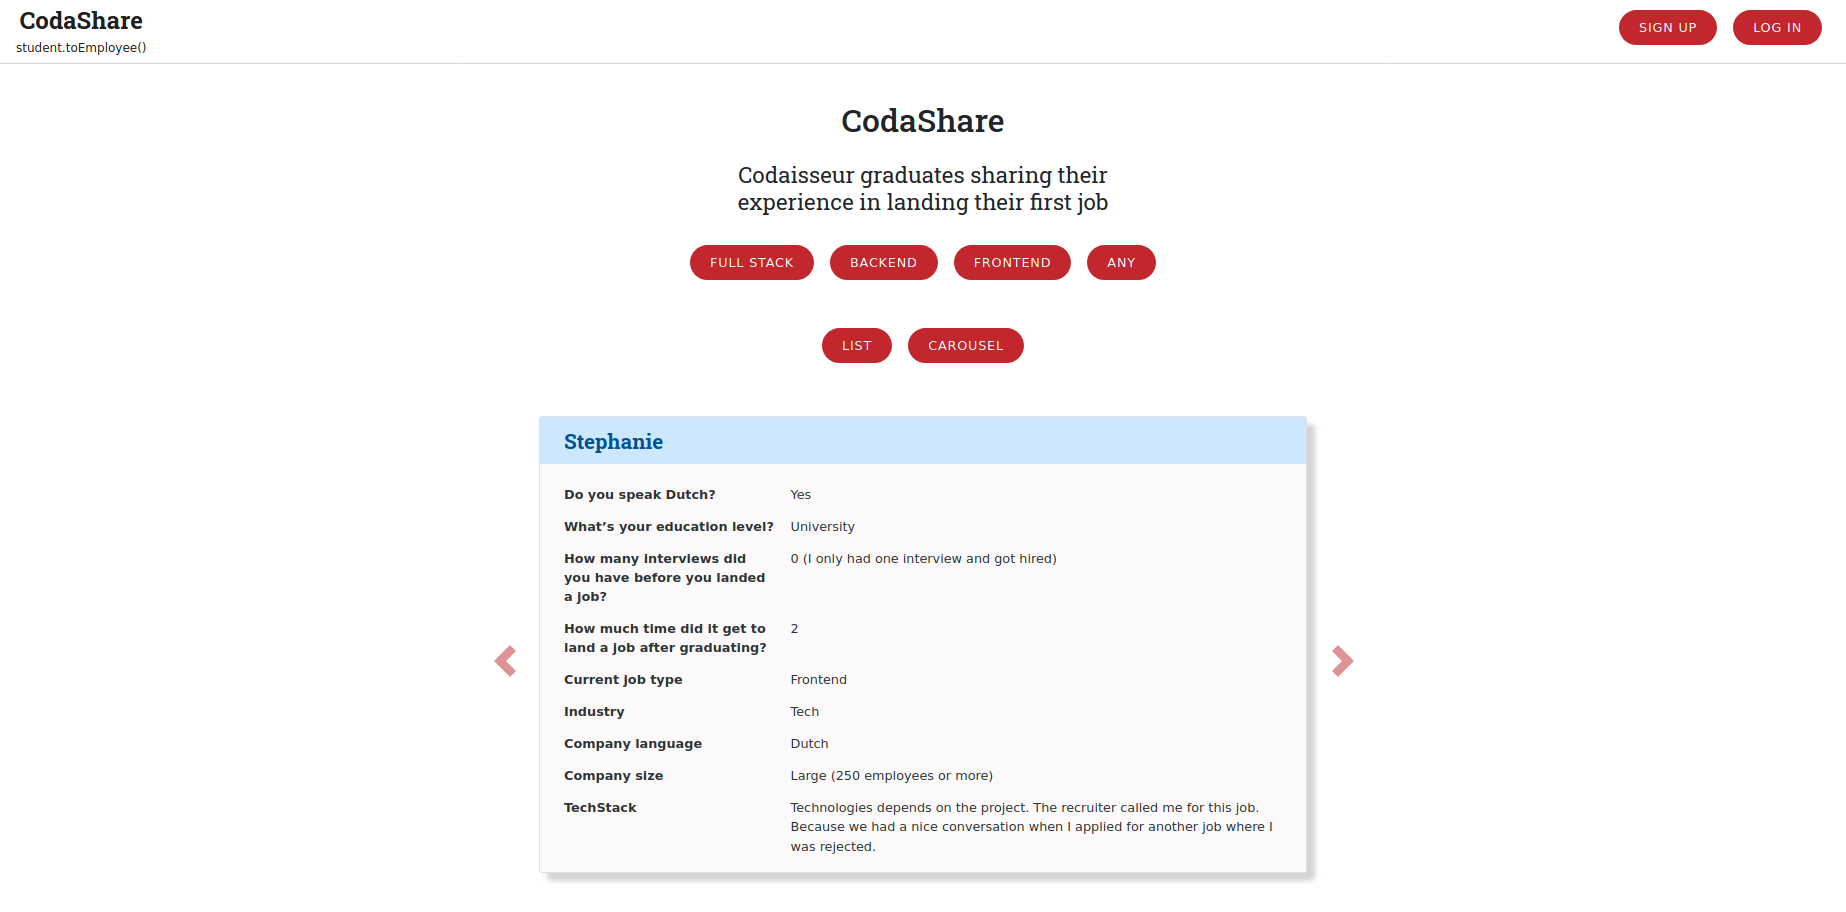 CodaShare
student.toEmployee()
SIGN UP
LOG IN
CodaShare
Codaisseur graduates sharing their
experience in landing their first job
FULL STACK
BACKEND
FRONTEND
ANY
LIST
CAROUSEL
Stephanie
Do you speak Dutch?
Yes
What’s your education level?
University
How many interviews did
you have before you landed
a job?
0 (I only had one interview and got hired)
How much time did it get to
land a job after graduating?
2
Current job type
Frontend
Industry
Tech
Company language
Dutch
Company size
Large (250 employees or more)
TechStack
Technologies depends on the project. The recruiter called me for this job.
Because we had a nice conversation when I applied for another job where I
was rejected.